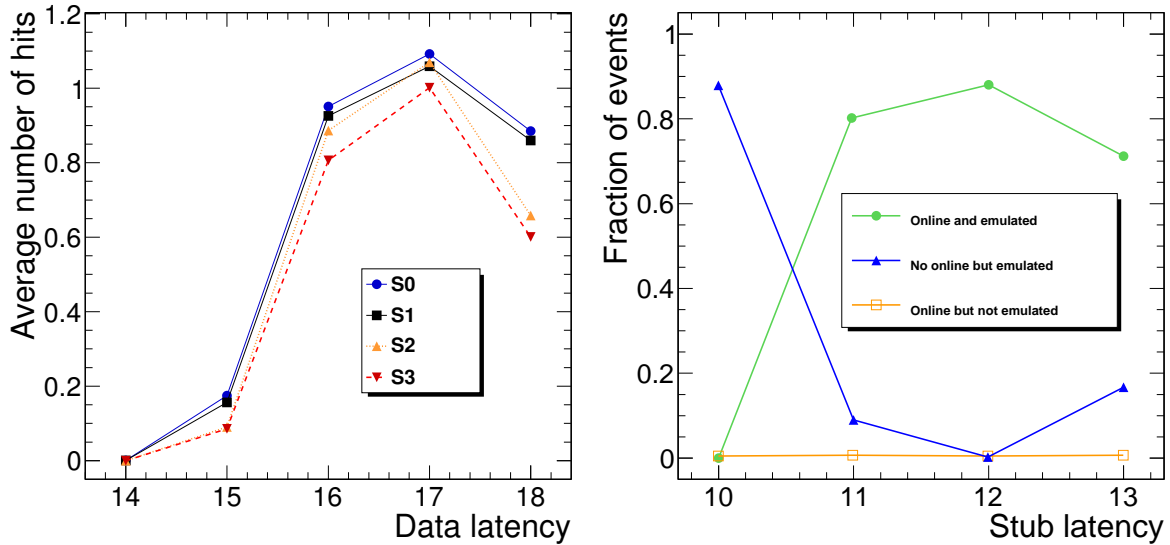 Average number of hits
1.2
1
0.8
0.6
0.4
0.2
0
S0
S1
S2
S3
14 15 16 17 18
Data latency
Fraction of events
1
0.8
0.6
0.4
0.2
0
Online and emulated
No online but emulated
Online but not emulated
10 11 12 13
Stub latency